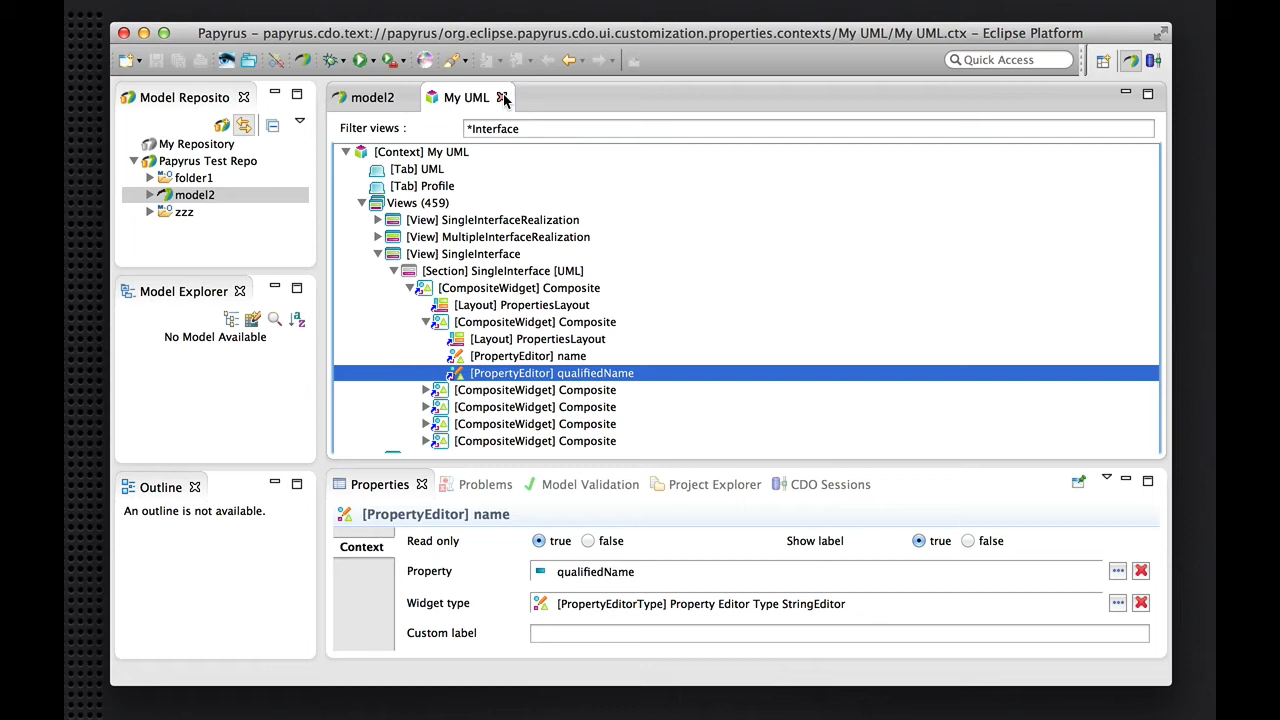 Papyrus - papyrus.cdo.text://papyrus/org.eclipse.papyrus.cdo.ui.customization.properties.contexts/My UML/My UML.ctx - Eclipse Platform
Quick Access
Model Reposito
My Repository
Papyrus Test Repo
folder1
model2
zzz
Model Explorer
No Model Available
Outline
An outline is not available.
model2
My UML
Filter views :
*Interface
[Context] My UML
[Tab] UML
[Tab] Profile
Views (459)
[View] SingleInterfaceRealization
[View] MultipleInterfaceRealization
[View] SingleInterface
[Section] SingleInterface [UML]
[CompositeWidget] Composite
[Layout] PropertiesLayout
[CompositeWidget] Composite
[Layout] PropertiesLayout
[PropertyEditor] name
[PropertyEditor] qualifiedName
[CompositeWidget] Composite
[CompositeWidget] Composite
[CompositeWidget] Composite
[CompositeWidget] Composite
Properties
Problems
Model Validation
Project Explorer
CDO Sessions
[PropertyEditor] name
Context
Read only
true
false
Show label
true
false
Property
qualifiedName
Widget type
[PropertyEditorType] Property Editor Type StringEditor
Custom label